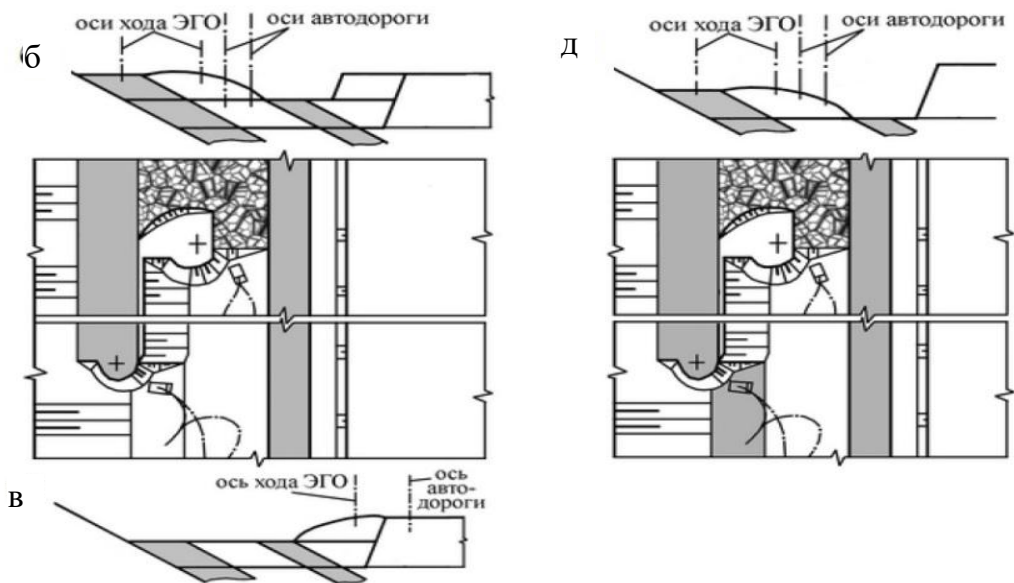 оси хода ЭГО оси автодороги
б
оси хода ЭГО оси автодороги
д
ось хода ЭГО
ось
авто-
дороги
в